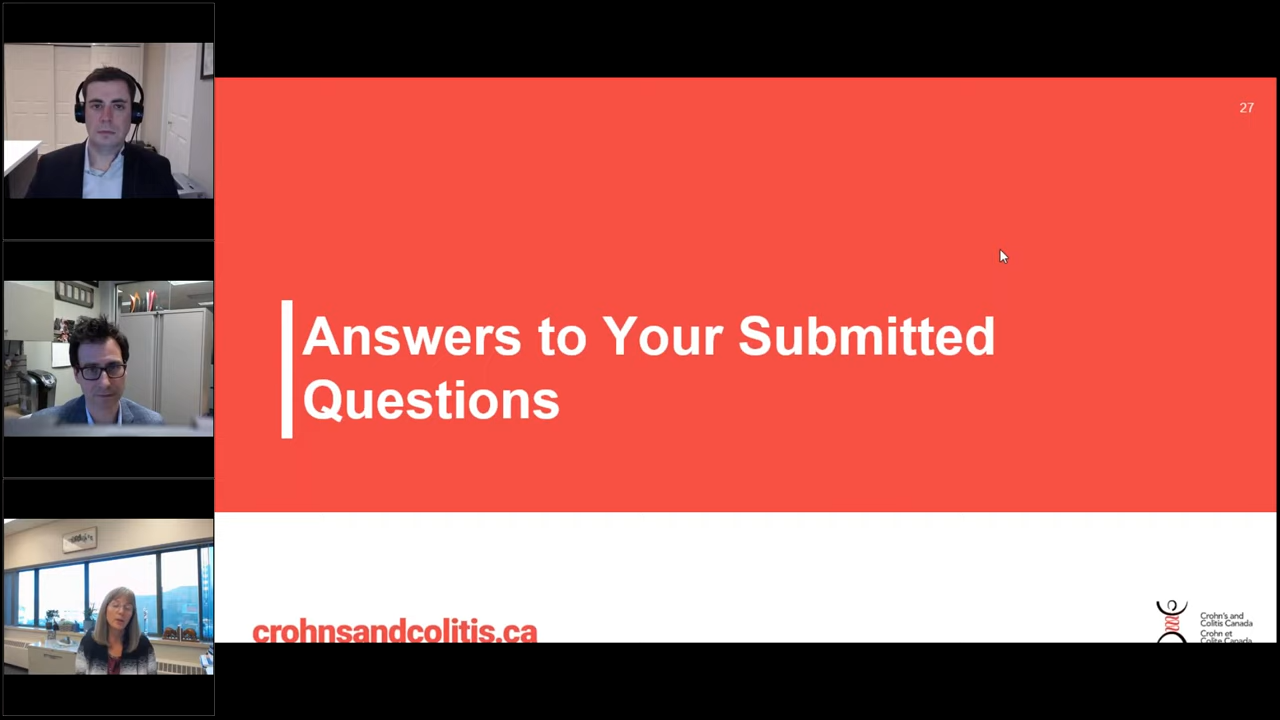 27
Answers to Your Submitted
Questions
crohnsandcolitis.ca
Crohn's and
Colitis Canada
Crohn et
Colite Canada